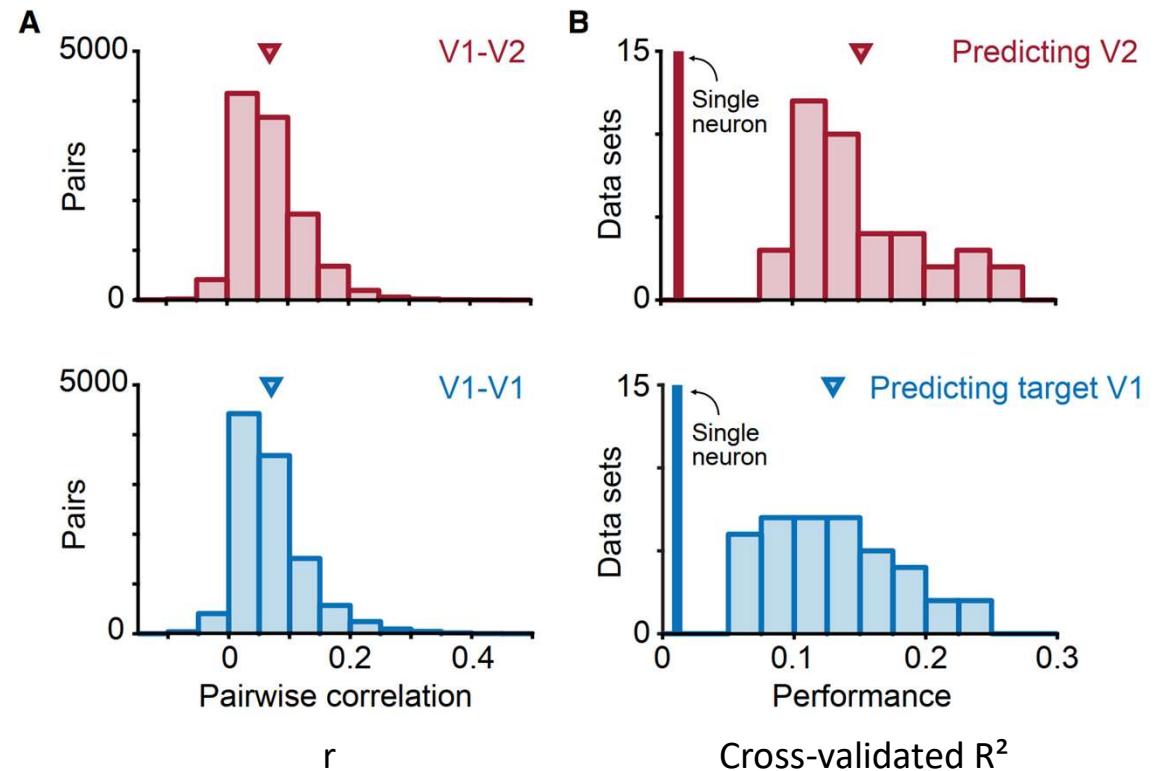 A
5000
V1-V2
Pairs
0
B
15
Predicting V2
Single
neuron
Data sets
0
5000
V1-V1
Pairs
0
0
0.2
0.4
Pairwise correlation
r
15
Predicting target V1
Single
neuron
Data sets
0
0
0.1
0.2
0.3
Performance
Cross-validated R²